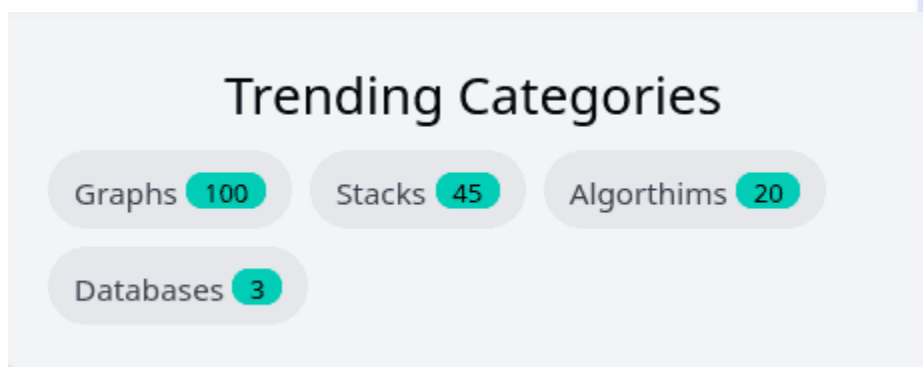 Trending Categories
Graphs 100 Stacks 45 Algorthims 20
Databases 3